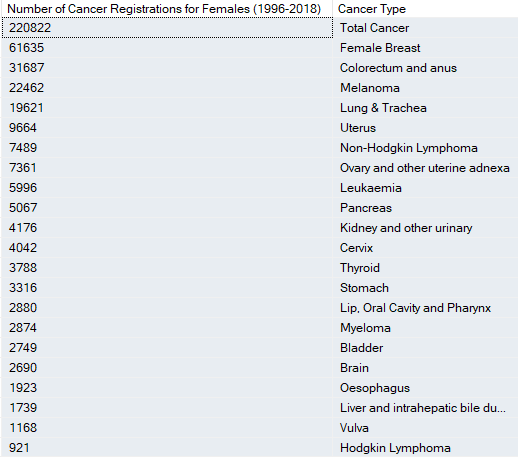 Number of Cancer Registrations for Females (1996-2018) Cancer Type
220822 Total Cancer
61635 Female Breast
31687 Colorectum and anus
22462 Melanoma
19621 Lung & Trachea
9664 Uterus
7489 Non-Hodgkin Lymphoma
7361 Ovary and other uterine adnexa
5996 Leukaemia
5067 Pancreas
4176 Kidney and other urinary
4042 Cervix
3788 Thyroid
3316 Stomach
2880 Lip, Oral Cavity and Pharynx
2874 Myeloma
2749 Bladder
2690 Brain
1923 Oesophagus
1739 Liver and intrahepatic bile du...
1168 Vulva
921 Hodgkin Lymphoma